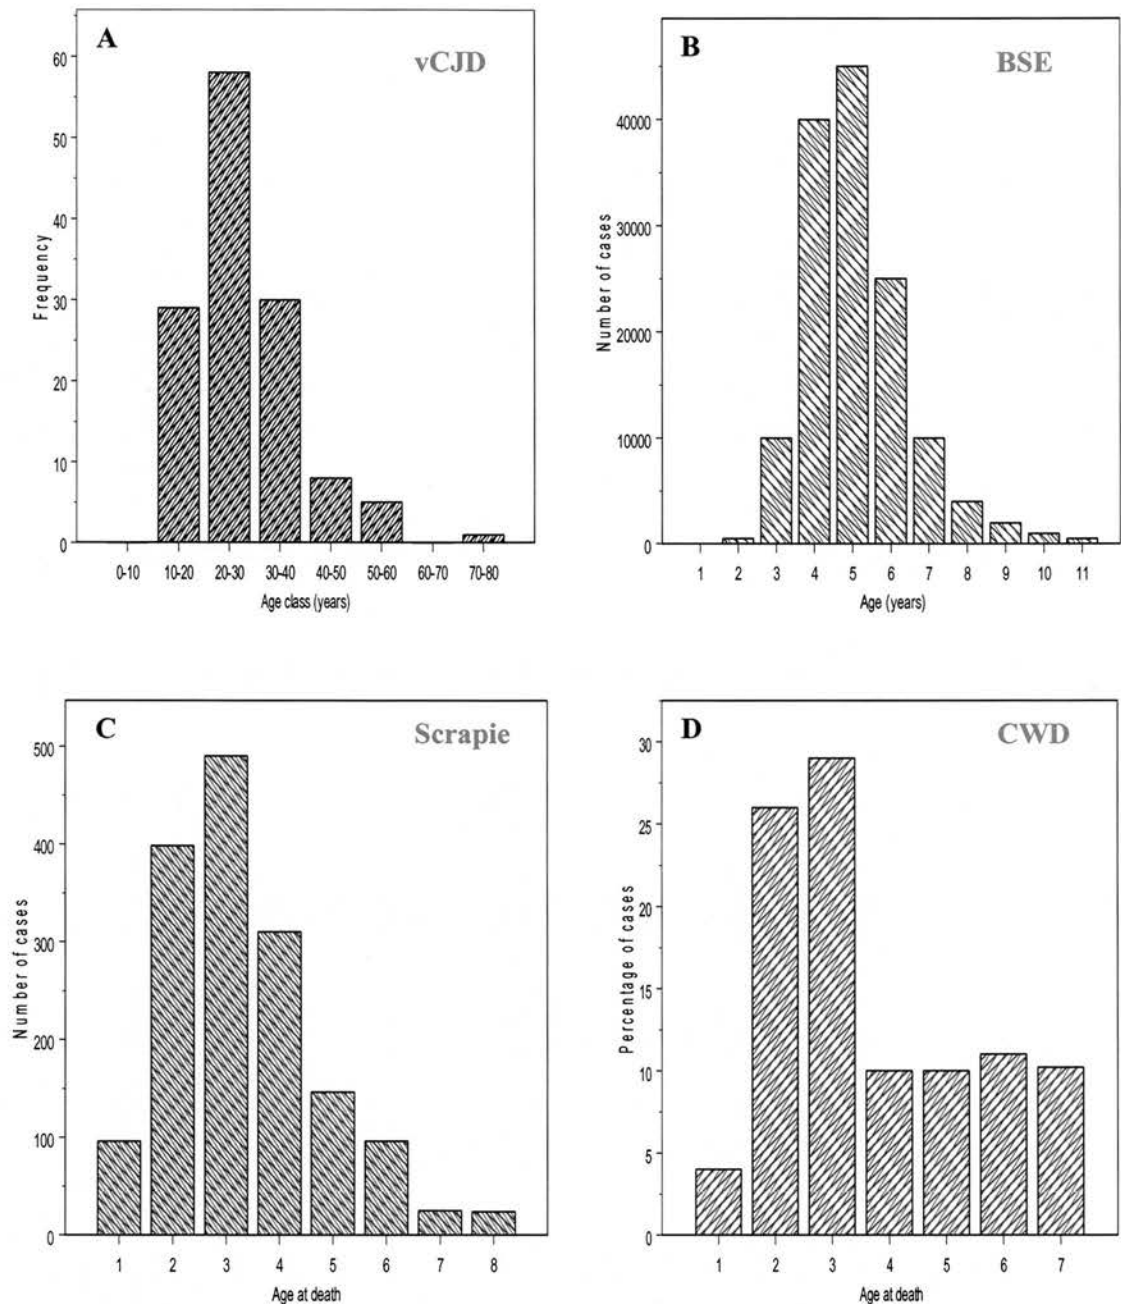 A
vCJD
Frequency
60
50
40
30
20
10
0
0-10 10-20 20-30 30-40 40-50 50-60 60-70 70-80
Age class (years)
B
BSE
Number of cases
40000
30000
20000
10000
0
1 2 3 4 5 6 7 8 9 10 11
Age (years)
C
Scrapie
Number of cases
500
400
300
200
100
0
1 2 3 4 5 6 7 8
Age at death
D
CWD
Percentage of cases
30
25
20
15
10
5
0
1 2 3 4 5 6 7
Age at death